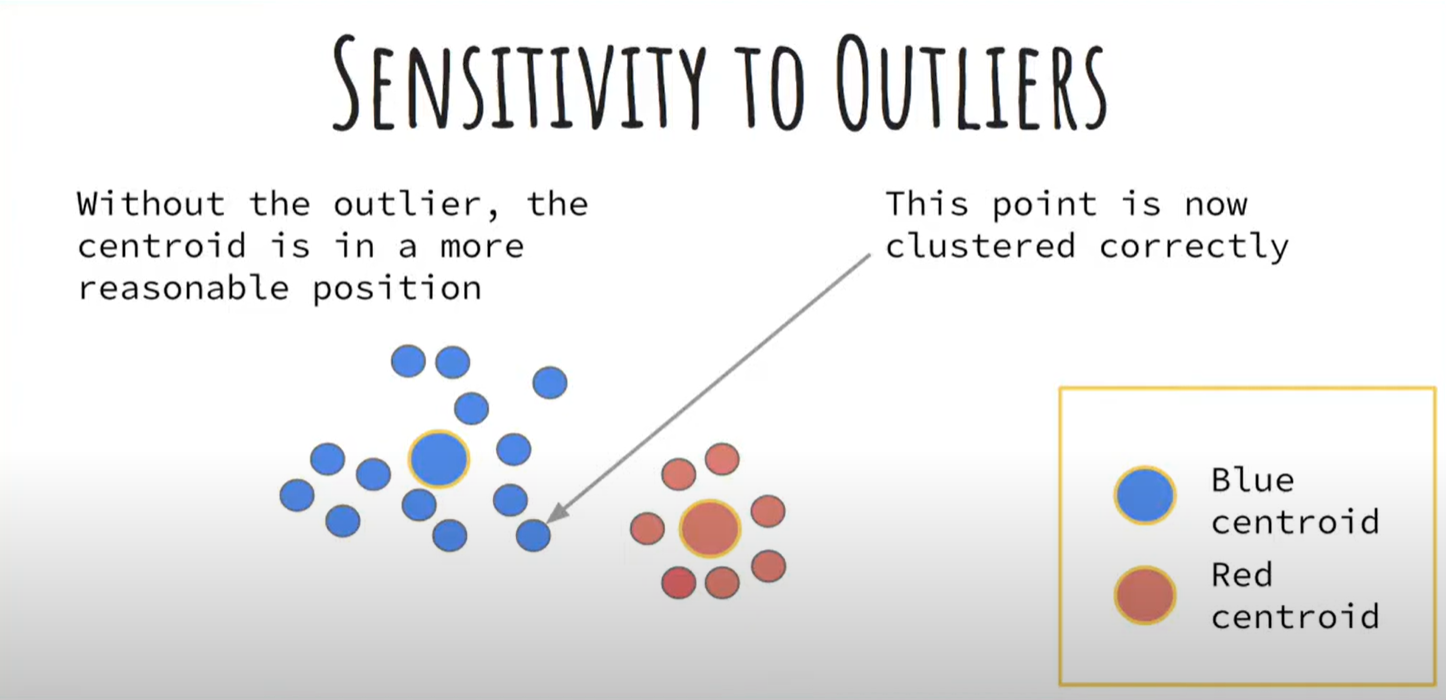 SENSITIVITY TO OUTLIERS
Without the outlier, the
centroid is in a more
reasonable position
This point is now
clustered correctly
Blue
centroid
Red
centroid